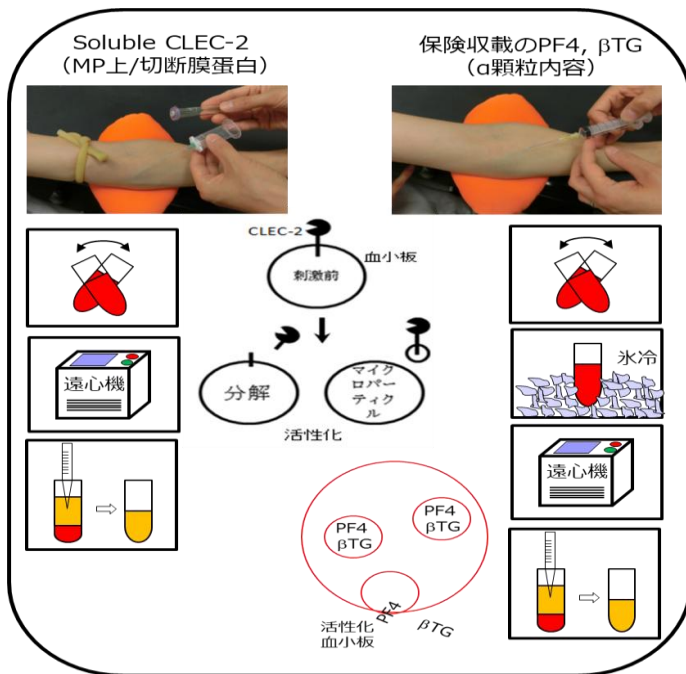 Soluble CLEC-2
（MP上/切断膜蛋白）
保険収載のPF4, βTG
（α顆粒内容）
CLEC-2
血小板
刺激前
分解
マイク
ロパー
ティク
ル
活性化
遠心機
氷冷
遠心機
PF4
βTG
PF4
βTG
PF4
βTG
活性化
血小板